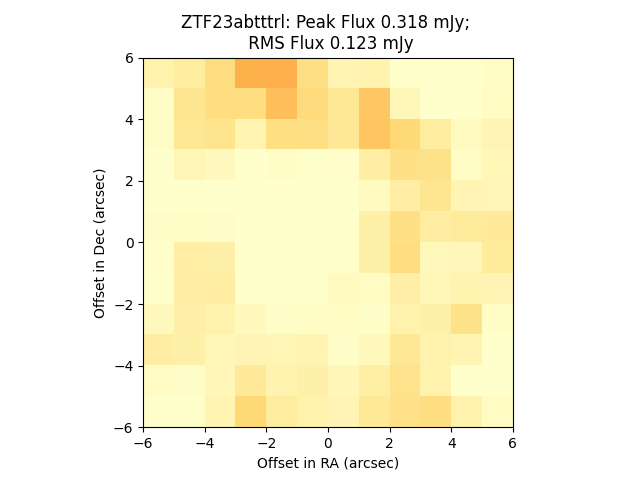 ZTF23abtttrl: Peak Flux 0.318 mJy;
RMS Flux 0.123 mJy
6
4
2
0
−2
−4
−6
Offset in Dec (arcsec)
−6 −4 −2 0 2 4 6
Offset in RA (arcsec)